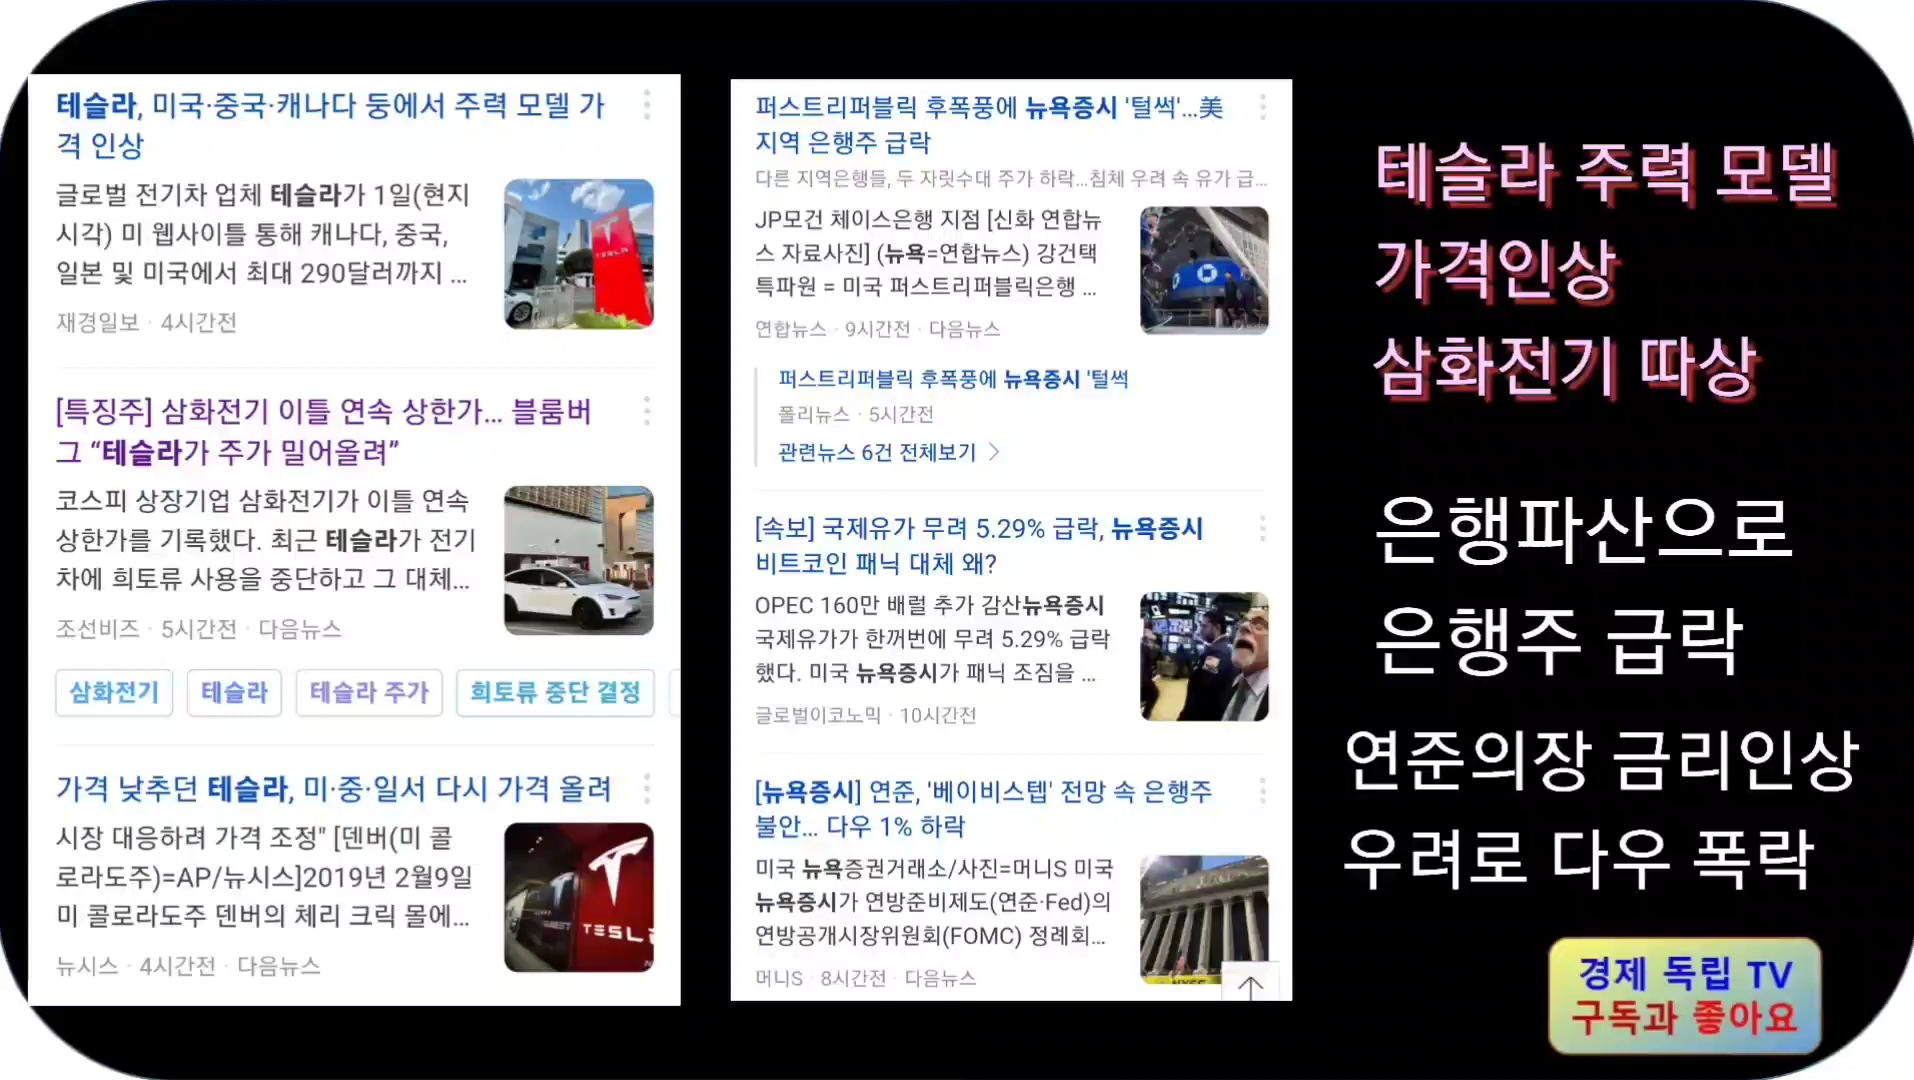 테슬라, 미국·중국·캐나다 등에서 주력 모델 가
격 인상
글로벌 전기차 업체 테슬라가 1일(현지
시각) 미 웹사이틀 통해 캐나다, 중국,
일본 및 미국에서 최대 290달러까지 ...
재경일보 · 4시간전
TESLA
[특징주] 삼화전기 이틀 연속 상한가... 블룸버
그 “테슬라가 주가 밀어올려”
코스피 상장기업 삼화전기가 이틀 연속
상한가를 기록했다. 최근 테슬라가 전기
차에 희토류 사용을 중단하고 그 대체...
조선비즈 · 5시간전 · 다음뉴스
삼화전기
테슬라
테슬라 주가
희토류 중단 결정
가격 낮추던 테슬라, 미·중·일서 다시 가격 올려
시장 대응하려 가격 조정" [덴버(미 콜
로라도주)=AP/뉴시스]2019년 2월9일
미 콜로라도주 덴버의 체리 크릭 몰에...
뉴시스 · 4시간전 · 다음뉴스
TESL
퍼스트리퍼블릭 후폭풍에 뉴욕증시 '털썩'...美
지역 은행주 급락
다른 지역은행들, 두 자릿수대 주가 하락...침체 우려 속 유가 급...
JP모건 체이스은행 지점 [신화 연합뉴
스 자료사진] (뉴욕=연합뉴스) 강건택
특파원 = 미국 퍼스트리퍼블릭은행 ...
연합뉴스 · 9시간전 · 다음뉴스
퍼스트리퍼블릭 후폭풍에 뉴욕증시 '털썩
폴리뉴스 · 5시간전
관련뉴스 6건 전체보기 >
[속보] 국제유가 무려 5.29% 급락, 뉴욕증시
비트코인 패닉 대체 왜?
OPEC 160만 배럴 추가 감산뉴욕증시
국제유가가 한꺼번에 무려 5.29% 급락
했다. 미국 뉴욕증시가 패닉 조짐을 ...
글로벌이코노믹 · 10시간전
[뉴욕증시] 연준, '베이비스텝' 전망 속 은행주
불안... 다우 1% 하락
미국 뉴욕증권거래소/사진=머니S 미국
뉴욕증시가 연방준비제도(연준·Fed)의
연방공개시장위원회(FOMC) 정례회...
머니S · 8시간전 · 다음뉴스
NYSE
테슬라 주력 모델
가격인상
삼화전기 따상
은행파산으로
은행주 급락
연준의장 금리인상
우려로 다우 폭락
경제 독립 TV
구독과 좋아요